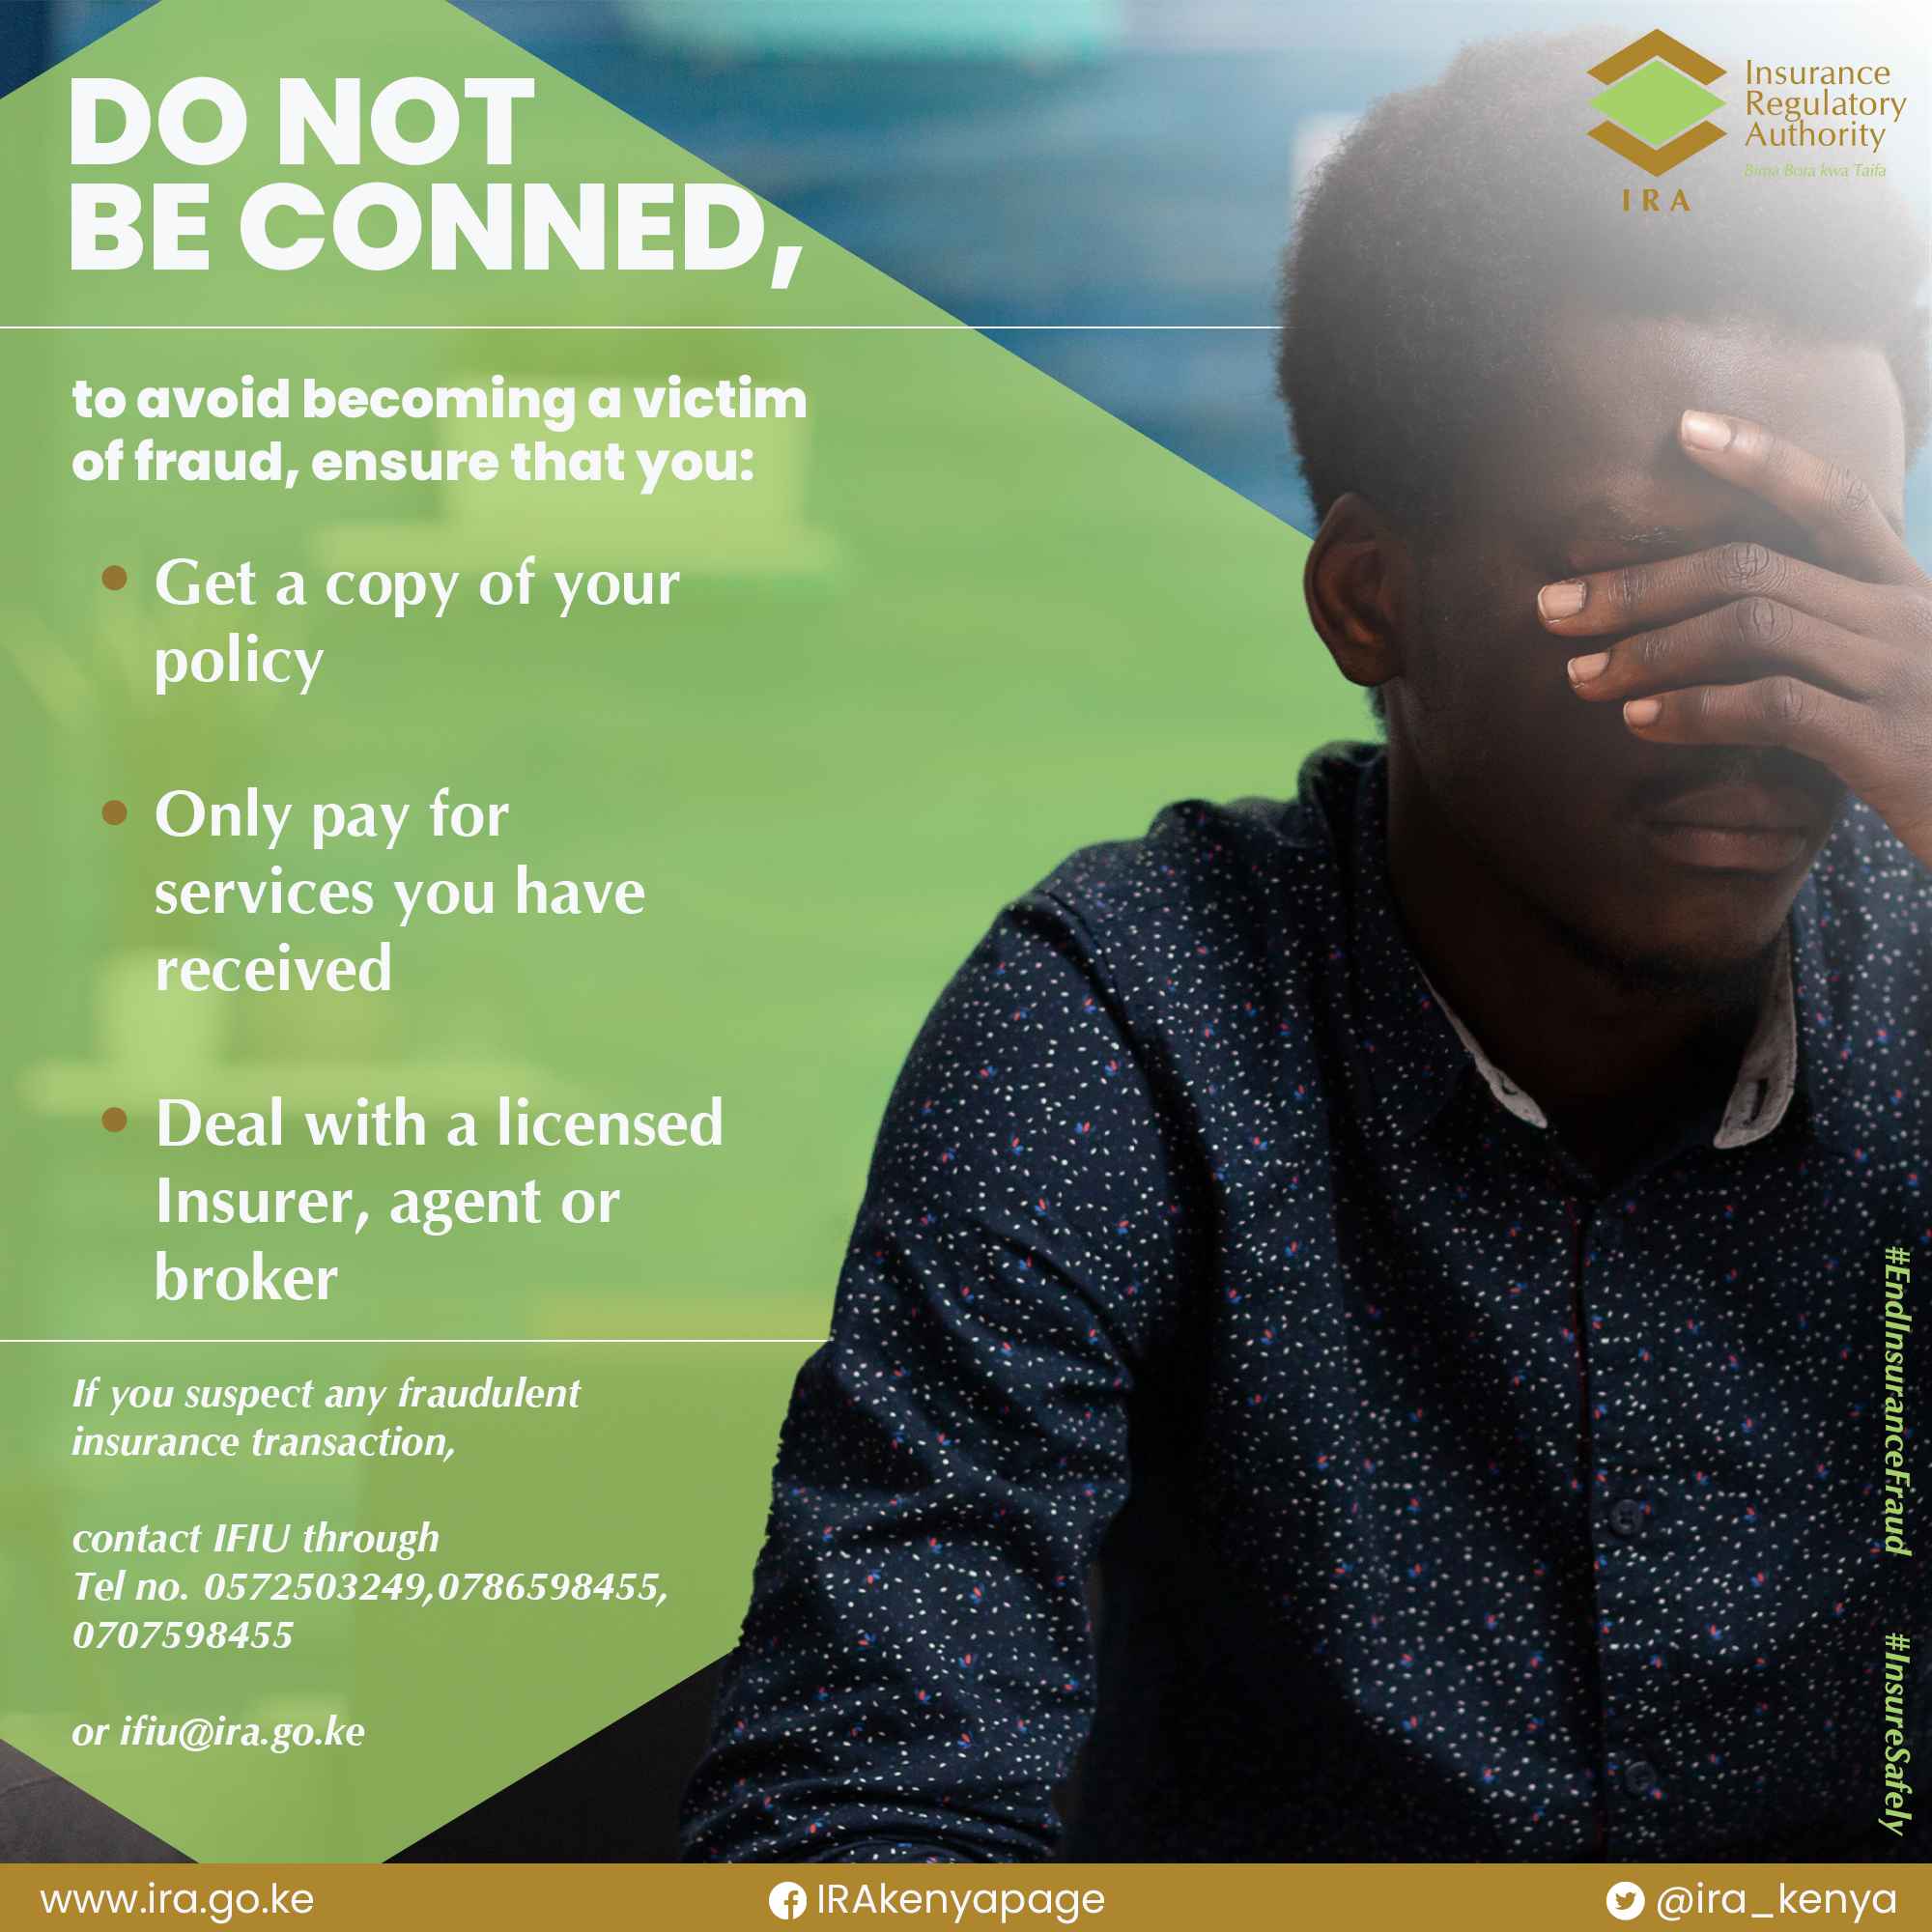 DO NOT
BE CONNED,
Insurance
Regulatory
Authority
Bima Bora kwa Taifa
IRA
to avoid becoming a victim
of fraud, ensure that you:
• Get a copy of your
policy
• Only pay for
services you have
received
• Deal with a licensed
Insurer, agent or
broker
If you suspect any fraudulent
insurance transaction,
contact IFIU through
Tel no. 0572503249,0786598455,
0707598455
or ifiu@ira.go.ke
#EndInsuranceFraud #InsureSafely
www.ira.go.ke
IRAkenyapage
@ira_kenya